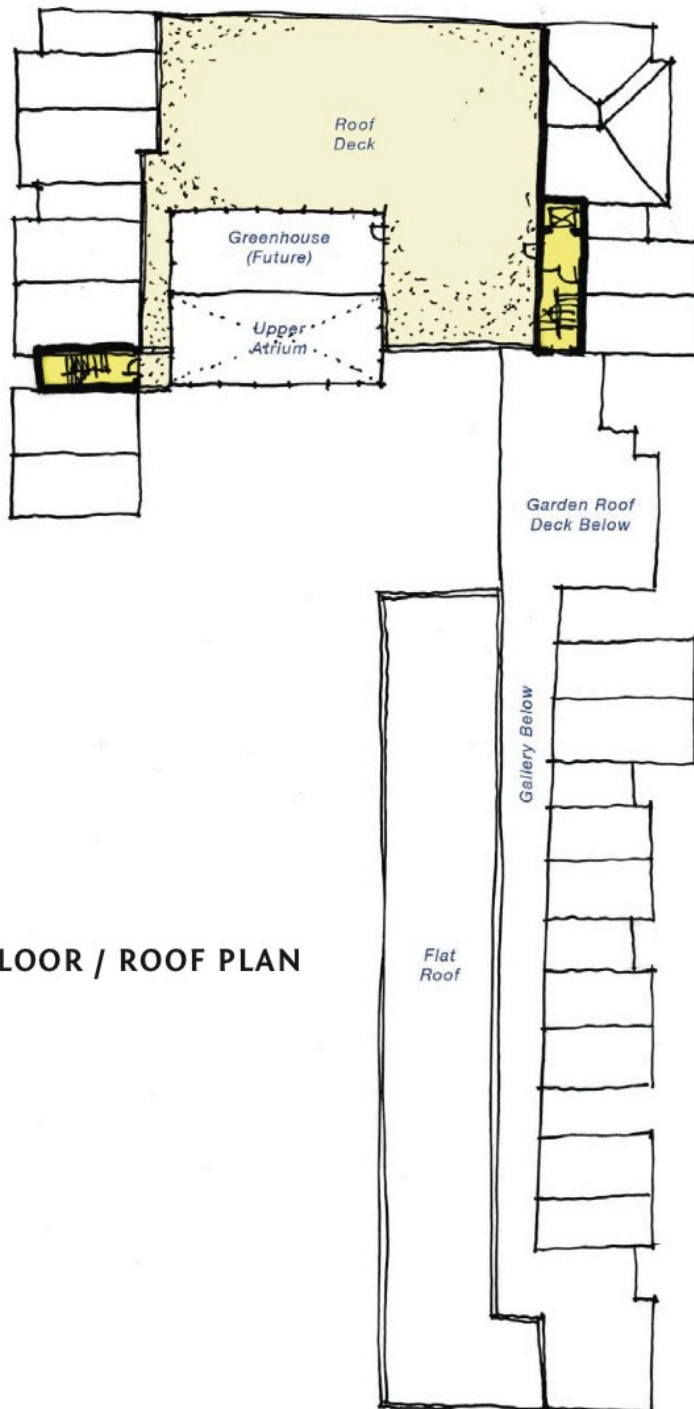 Roof
Deck
Greenhouse
(Future)
Upper
Atrium
Garden Roof
Deck Below
Gallery Below
Flat
Roof
LOOR / ROOF PLAN